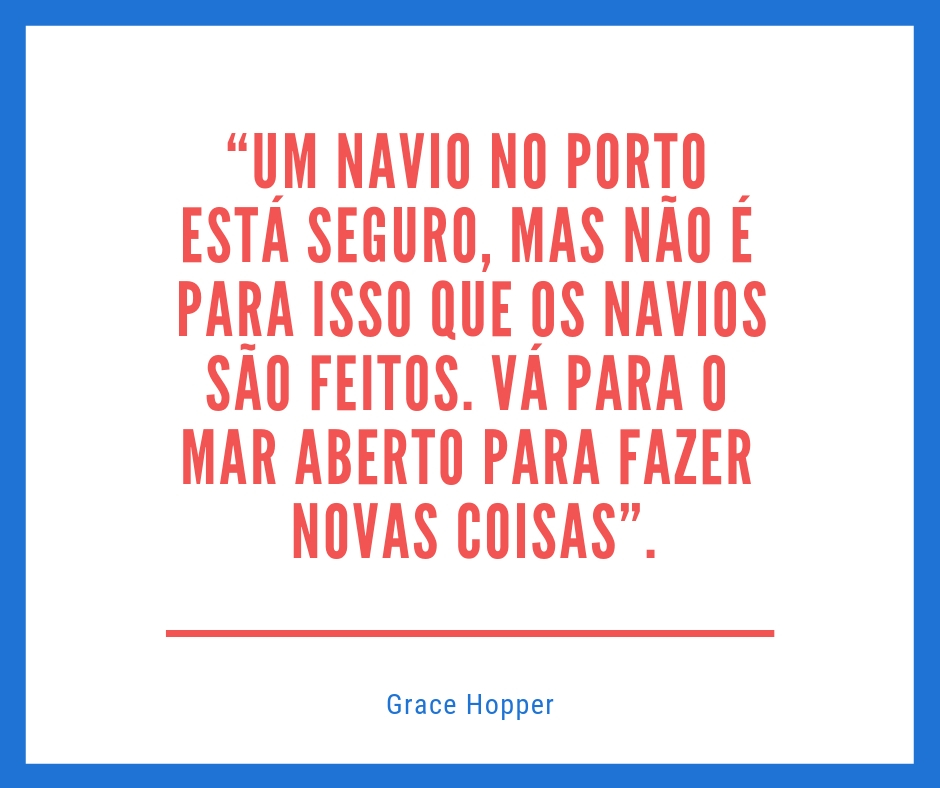 “UM NAVIO NO PORTO
ESTÁ SEGURO, MAS NÃO É
PARA ISSO QUE OS NAVIOS
SÃO FEITOS. VÁ PARA O
MAR ABERTO PARA FAZER
NOVAS COISAS”.
Grace Hopper